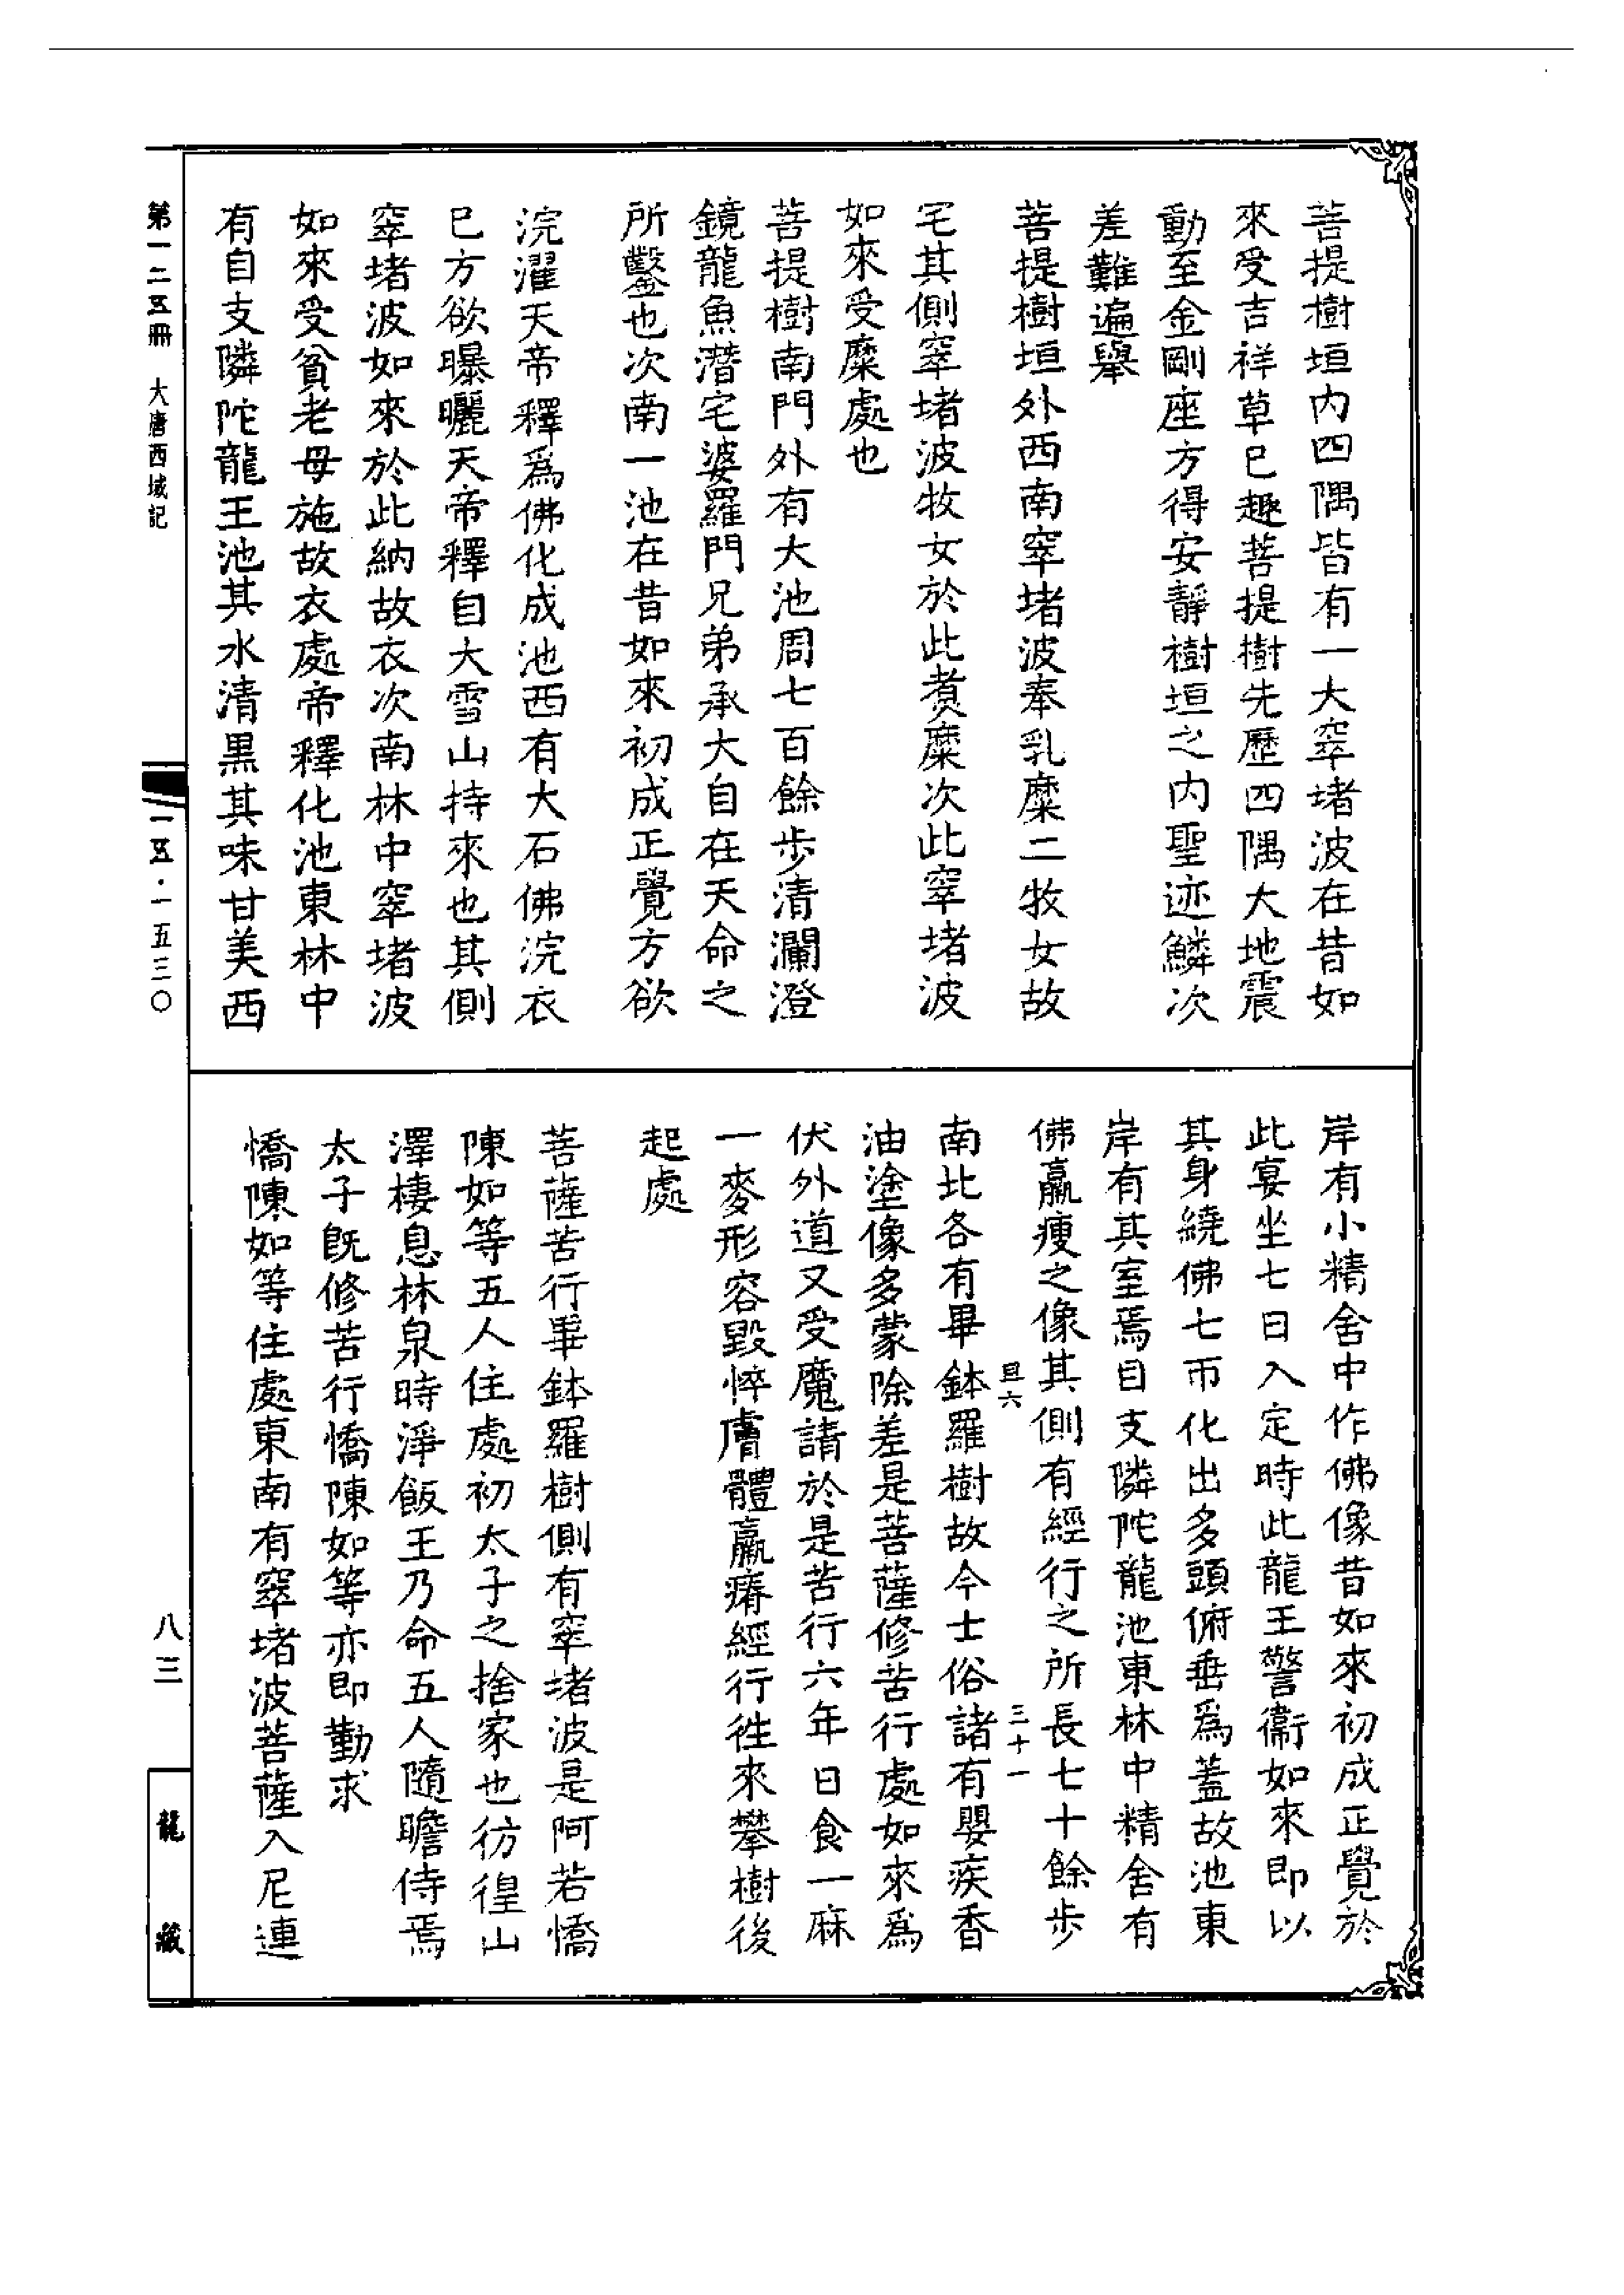 菩提樹垣内四隅皆有一大窣堵波在昔如
來受吉祥草已趣菩提樹先歷四隅大地震
動至金剛座方得安靜樹垣之内聖迹鱗次
差難遍舉
菩提樹垣外西南窣堵波奉乳糜二牧女故
宅其側窣堵波牧女於此煑糜次此窣堵波
如來受糜處也
菩提樹南門外有大池周七百餘步清瀾澄
鏡龍魚潛宅婆羅門兄弟承大自在天命之
所鑿也次南一池在昔如來初成正覺方欲
浣濯天帝釋爲佛化成池西有大石佛浣衣
已方欲曝曬天帝釋自大雪山持來也其側
窣堵波如來於此納故衣次南林中窣堵波
如來受貧老母施故衣處帝釋化池東林中
有目支隣陀龍王池其水清黒其味甘美西
岸有小精舍中作佛像昔如來初成正覺於
此宴坐七日入定時此龍王警衞如來即以
其身繞佛七帀化出多頭俯垂爲蓋故池東
岸有其室焉目支隣陀龍池東林中精舍有
佛羸瘦之像其側有經行之所長七十餘步
旦六 三十一
南北各有畢鉢羅樹故今士俗諸有嬰疾香
油塗像多蒙除差是菩薩修苦行處如來爲
伏外道又受魔請於是苦行六年日食一麻
一麥形容毀悴膚體羸瘠經行徃來攀樹後
起處
菩薩苦行畢鉢羅樹側有窣堵波是阿若憍
陳如等五人住處初太子之捨家也彷徨山
澤棲息林泉時淨飯王乃命五人隨瞻侍焉
太子旣修苦行憍陳如等亦即勤求
憍陳如等住處東南有窣堵波菩薩入尼連
第一二五冊 大唐西域記
一五·一五三〇
八三
龍藏